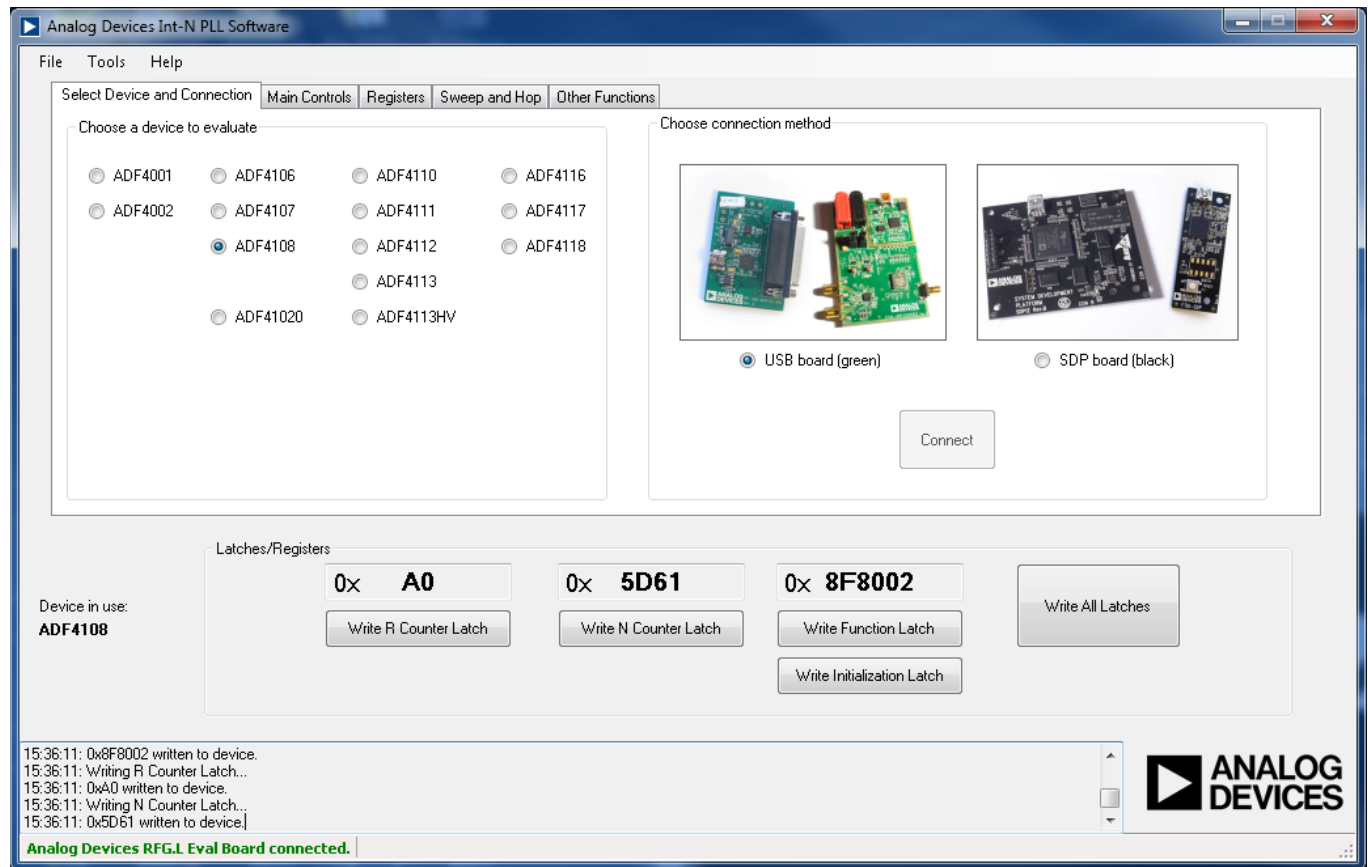 Analog Devices Int-N PLL Software
File Tools Help
Select Device and Connection Main Controls Registers Sweep and Hop Other Functions
Choose a device to evaluate
ADF4001 ADF4106 ADF4110 ADF4116
ADF4002 ADF4107 ADF4111 ADF4117
ADF4108 ADF4112 ADF4118
ADF4113
ADF41020 ADF4113HV
Choose connection method
ANALOG
DEVICES
SYSTEM DEVELOPMENT
PLATFORM
USB board (green) SDP board (black)
Connect
Latches/Registers
0x A0 0x 5D61 0x 8F8002
Write R Counter Latch Write N Counter Latch Write Function Latch Write All Latches
Write Initialization Latch
Device in use:
ADF4108
15:36:11: 0x8F8002 written to device.
15:36:11: Writing R Counter Latch...
15:36:11: 0xA0 written to device.
15:36:11: Writing N Counter Latch...
15:36:11: 0x5D61 written to device.
ANALOG
DEVICES
Analog Devices RFG.L Eval Board connected.